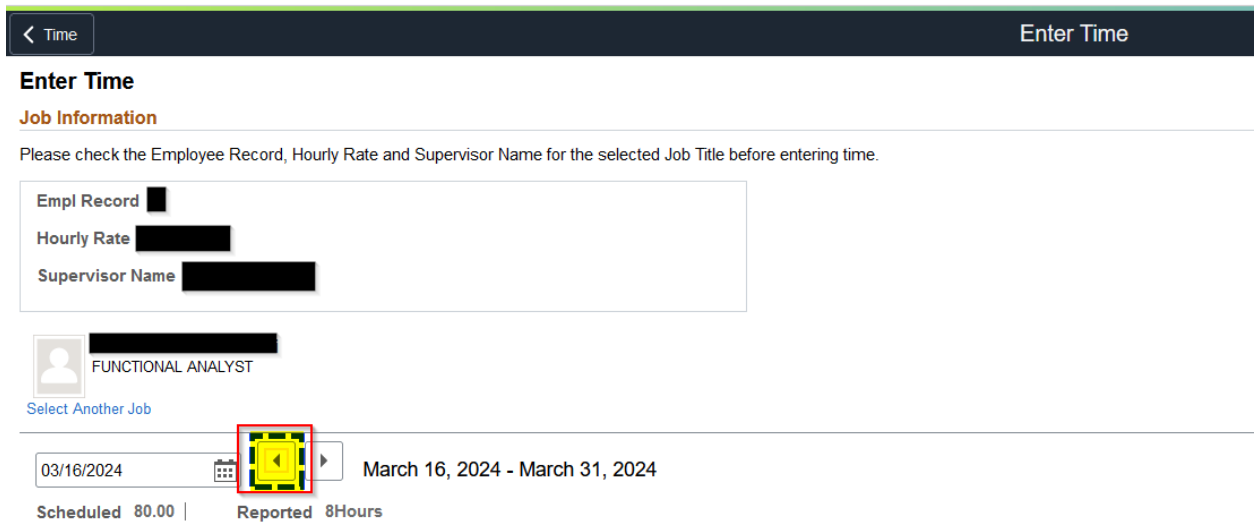 Time
Enter Time
Enter Time
Job Information
Please check the Employee Record, Hourly Rate and Supervisor Name for the selected Job Title before entering time.
Empl Record
Hourly Rate
Supervisor Name
FUNCTIONAL ANALYST
Select Another Job
03/16/2024
March 16, 2024 - March 31, 2024
Scheduled 80.00 | Reported 8Hours